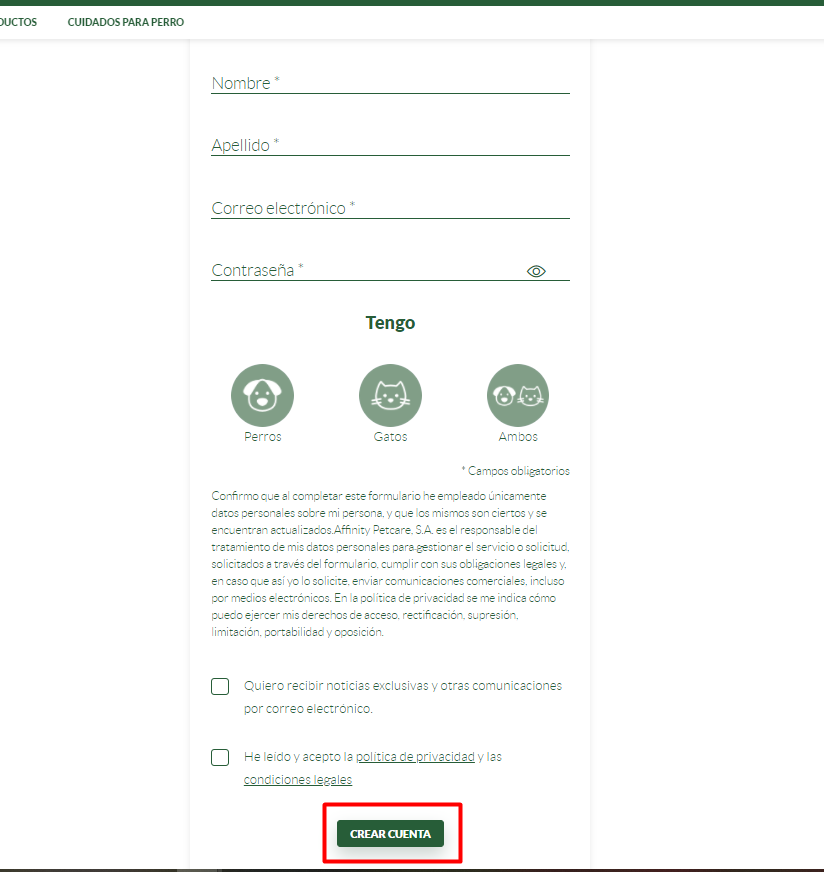 DUCTOS CUIDADOS PARA PERRO
Nombre *
Apellido *
Correo electrónico *
Contraseña *
Tengo
Perros Gatos Ambos
* Campos obligatorios
Confirmo que al completar este formulario he empleado únicamente
datos personales sobre mi persona, y que los mismos son ciertos y se
encuentran actualizados.Affinity Petcare, S.A. es el responsable del
tratamiento de mis datos personales para gestionar el servicio o solicitud,
solicitados a través del formulario, cumplir con sus obligaciones legales y,
en caso que así yo lo solicite, enviar comunicaciones comerciales, incluso
por medios electrónicos. En la política de privacidad se me indica cómo
puedo ejercer mis derechos de acceso, rectificación, supresión,
limitación, portabilidad y oposición.
Quiero recibir noticias exclusivas y otras comunicaciones
por correo electrónico.
He leído y acepto la política de privacidad y las
condiciones legales
CREAR CUENTA